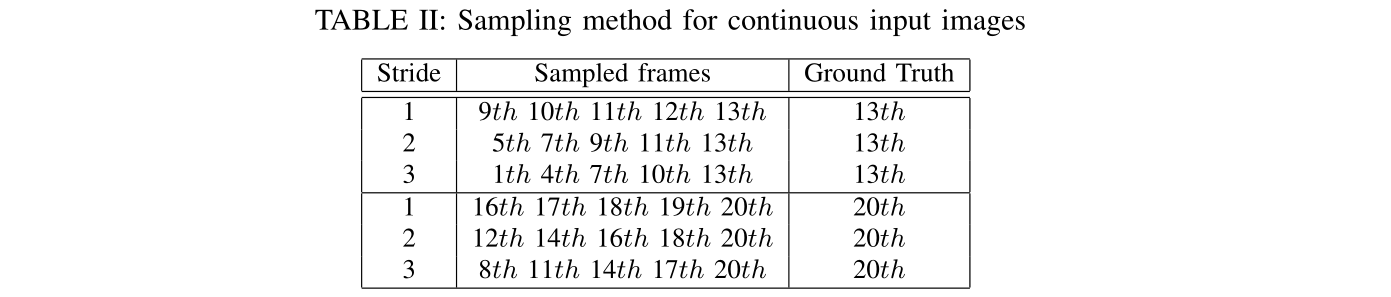 TABLE II: Sampling method for continuous input images
Stride Sampled frames Ground Truth
1 9th 10th 11th 12th 13th 13th
2 5th 7th 9th 11th 13th 13th
3 1th 4th 7th 10th 13th 13th
1 16th 17th 18th 19th 20th 20th
2 12th 14th 16th 18th 20th 20th
3 8th 11th 14th 17th 20th 20th